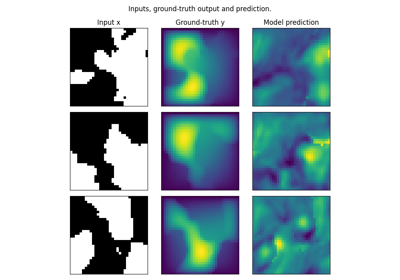 Inputs, ground-truth output and prediction.
Input x
Ground-truth y
Model prediction